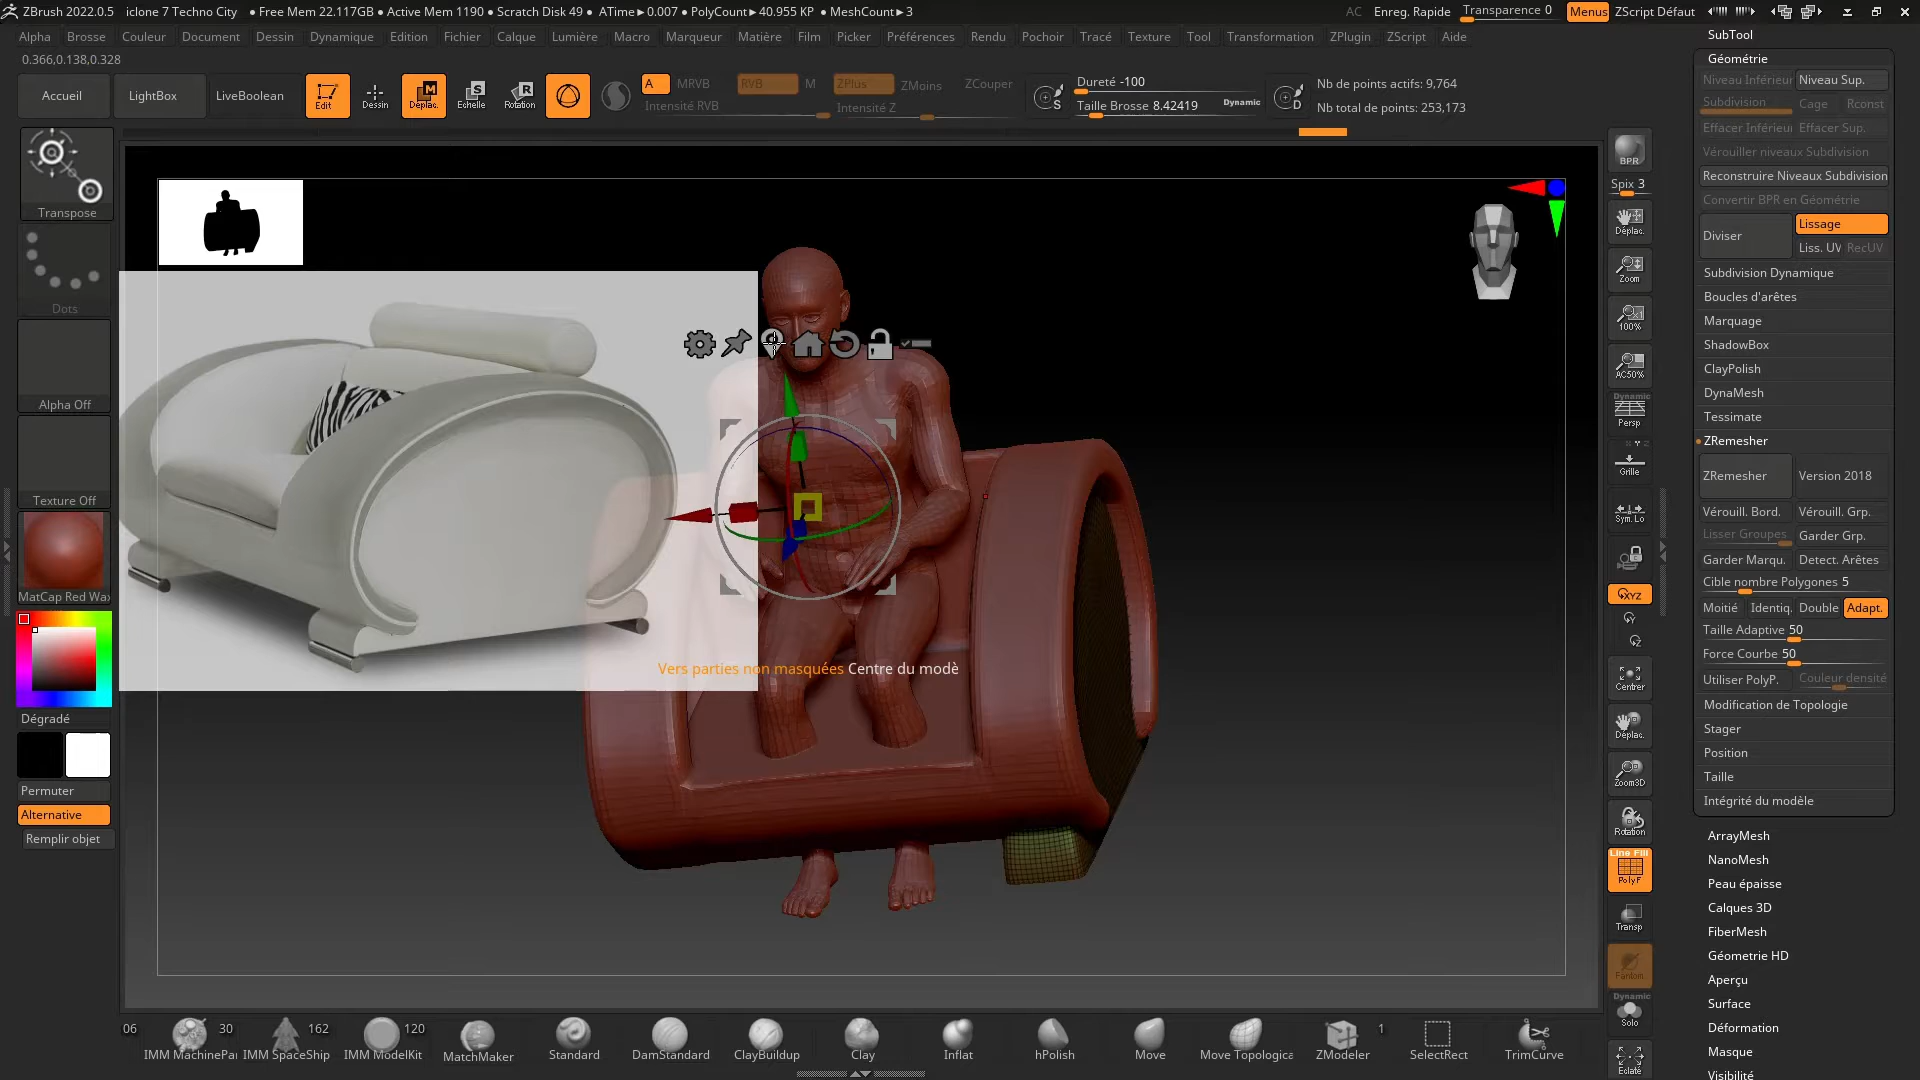 ZBrush 2022.0.5 iclone 7 Techno City • Free Mem 22.117GB • Active Mem 1190 • Scratch Disk 49 • ATime►0.007 • PolyCount►40.955 KP • MeshCount►3 AC Enreg. Rapide Transparence 0 Menus ZScript Défaut
Alpha Brosse Couleur Document Dessin Dynamique Edition Fichier Calque Lumière Macro Marqueur Matière Film Picker Préférences Rendu Pochoir Tracé Texture Tool Transformation ZPlugin ZScript Aide
0.366,0.138,0.328
Accueil LightBox LiveBoolean Edit Dessin Déplac. Echelle Rotation
A MRVB RVB M ZPlus ZMoins ZCouper
Intensité RVB Intensité Z
Dureté -100
Taille Brosse 8.42419 Dynamic
S D
Nb de points actifs: 9,764
Nb total de points: 253,173
Transpose
Dots
Alpha Off
Texture Off
MatCap Red Wax
Dégradé
Permuter
Alternative
Remplir objet
Vers parties non masquées Centre du modè
BPR
Spix 3
Déplac.
Zoom
100%
AC50%
Dynamic
Persp
Grille
Sym. Lo
XYZ
Y
Z
Centrer
Déplac.
Zoom3D
Rotation
Line Fill
PolyF
Transp
Fantom
Dynamic
Solo
Eclaté
SubTool
Géométrie
Niveau Inférieur Niveau Sup.
Subdivision Cage Rconst
Effacer Inférieur Effacer Sup.
Vérouiller niveaux Subdivision
Reconstruire Niveaux Subdivision
Convertir BPR en Géométrie
Diviser Lissage
Liss. UV RecUV
Subdivision Dynamique
Boucles d'arêtes
Marquage
ShadowBox
ClayPolish
DynaMesh
Tessimate
ZRemesher
ZRemesher Version 2018
Vérouill. Bord. Vérouill. Grp.
Lisser Groupes Garder Grp.
Garder Marqu. Detect. Arêtes
Cible nombre Polygones 5
Moitié Identiq. Double Adapt.
Taille Adaptive 50
Force Courbe 50
Utiliser PolyP. Couleur densité
Modification de Topologie
Stager
Position
Taille
Intégrité du modèle
ArrayMesh
NanoMesh
Peau épaisse
Calques 3D
FiberMesh
Géometrie HD
Aperçu
Surface
Déformation
Masque
Visibilité
06 30 162 120 1
IMM MachinePar IMM SpaceShip IMM ModelKit MatchMaker Standard DamStandard ClayBuildup Clay Inflat hPolish Move Move Topologica ZModeler SelectRect TrimCurve